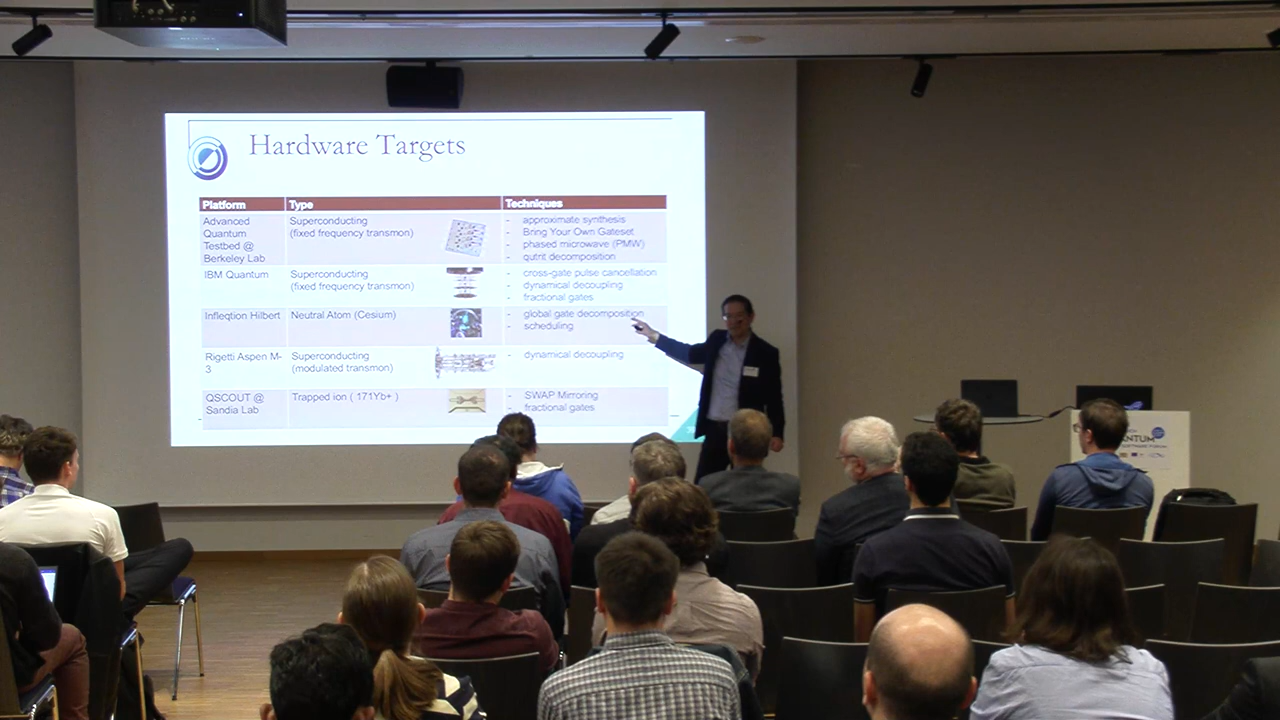 Hardware Targets
Platform Type Techniques
Advanced
Quantum
Testbed @
Berkeley Lab
Superconducting
(fixed frequency transmon)
- approximate synthesis
- Bring Your Own Gateset
- phased microwave (PMW)
- qutrit decomposition
IBM Quantum
Superconducting
(fixed frequency transmon)
- cross-gate pulse cancellation
- dynamical decoupling
- fractional gates
Infleqtion Hilbert
Neutral Atom (Cesium)
- global gate decomposition
- scheduling
Rigetti Aspen M-
3
Superconducting
(modulated transmon)
- dynamical decoupling
QSCOUT @
Sandia Lab
Trapped ion ( 171Yb+ )
- SWAP Mirroring
- fractional gates